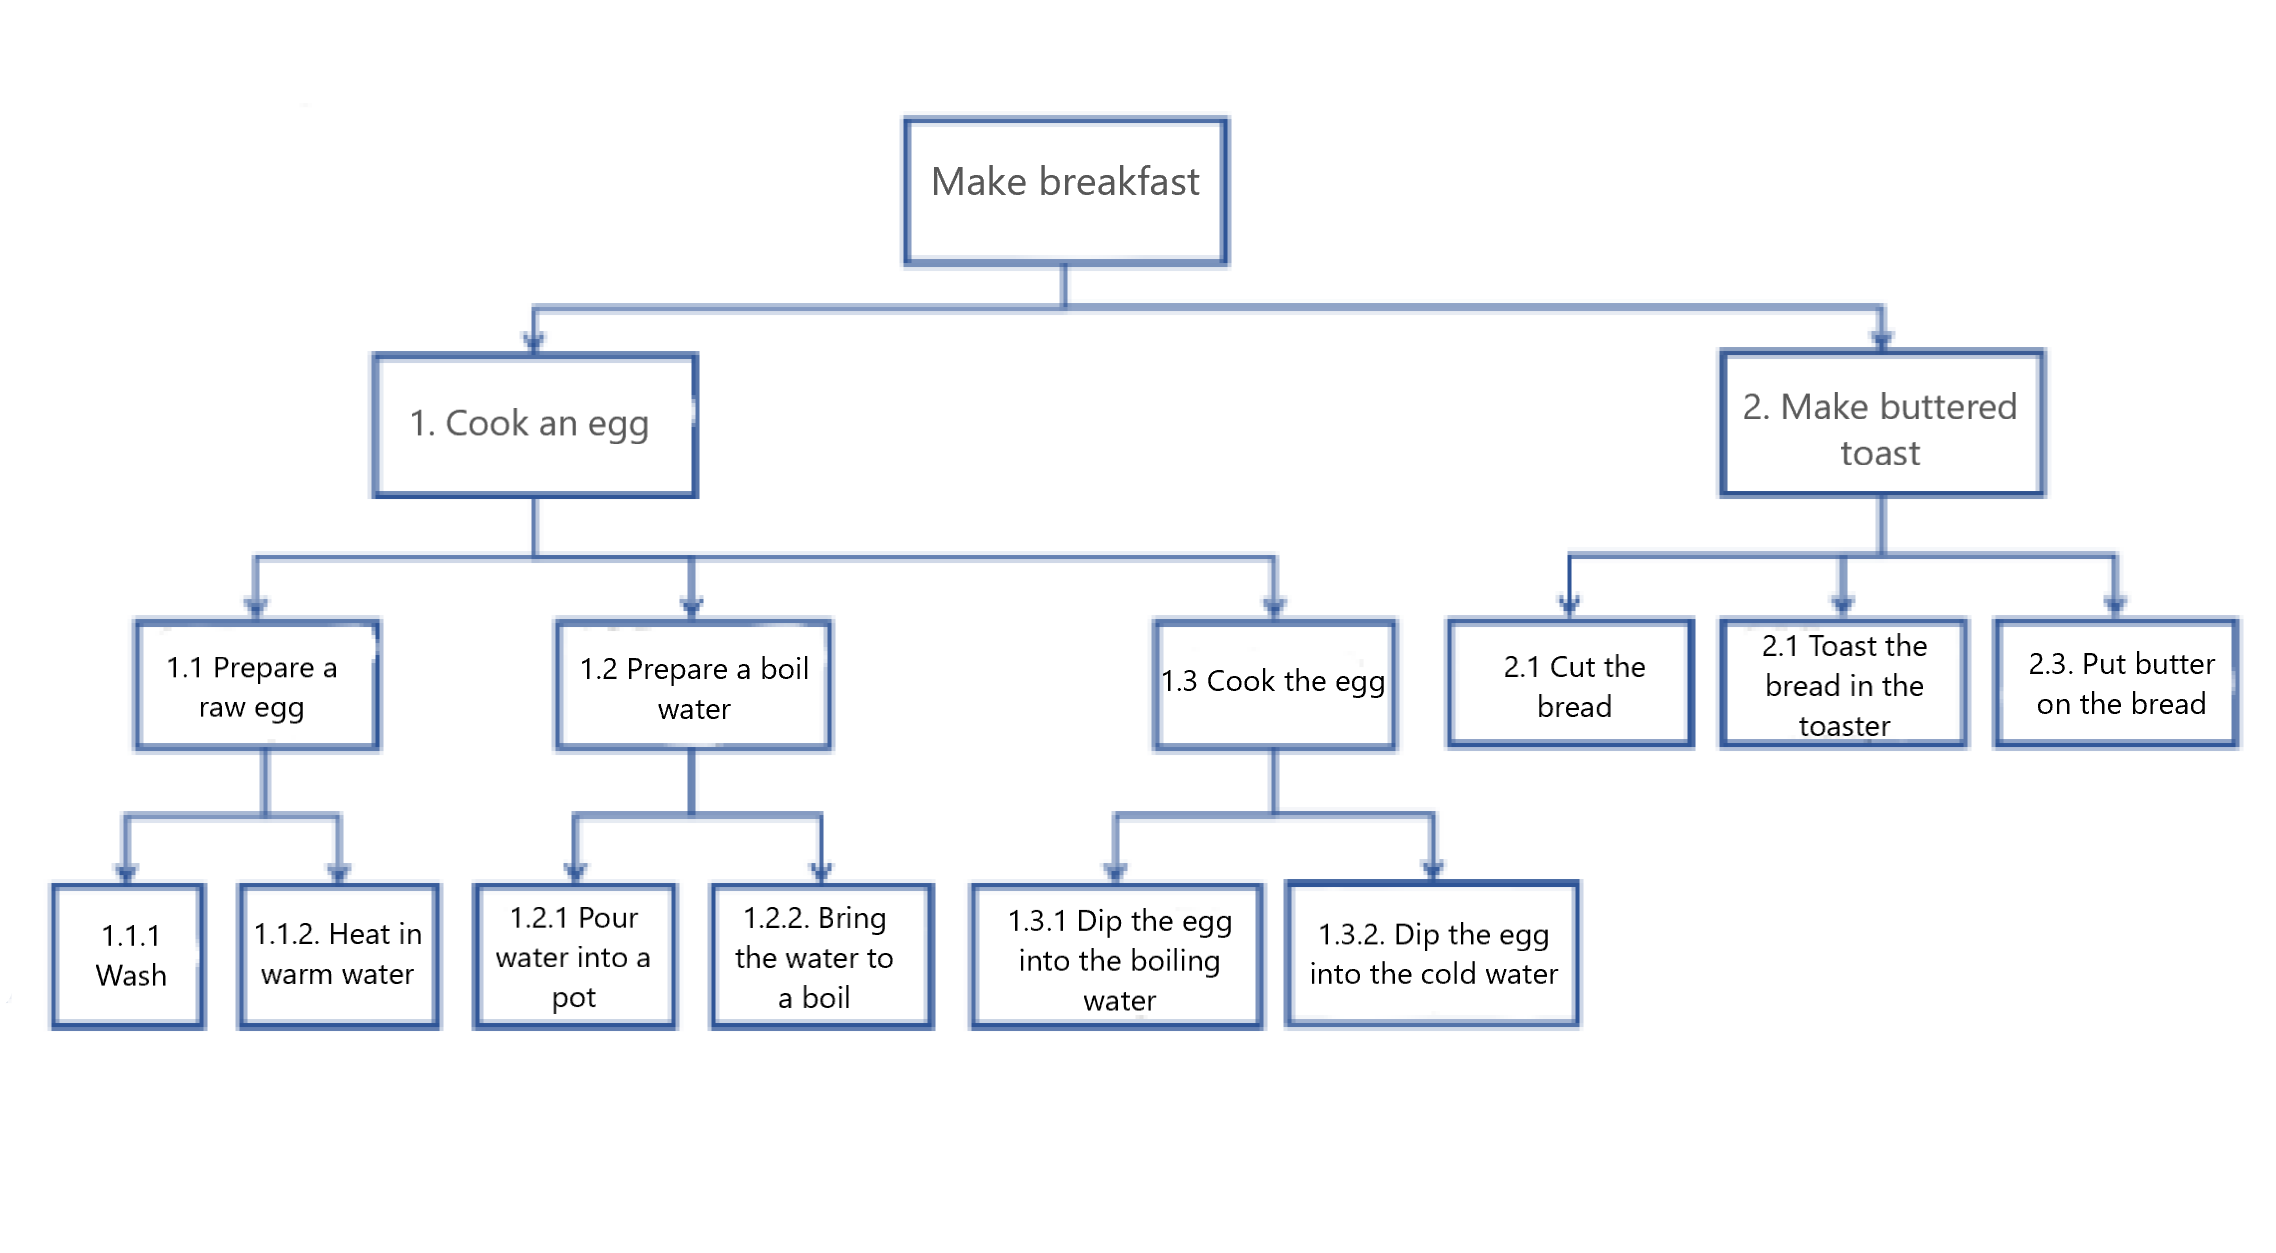 Make breakfast
1. Cook an egg
2. Make buttered
toast
1.1 Prepare a
raw egg
1.2 Prepare a boil
water
1.3 Cook the egg
2.1 Cut the
bread
2.1 Toast the
bread in the
toaster
2.3. Put butter
on the bread
1.1.1
Wash
1.1.2. Heat in
warm water
1.2.1 Pour
water into a
pot
1.2.2. Bring
the water to
a boil
1.3.1 Dip the egg
into the boiling
water
1.3.2. Dip the egg
into the cold water